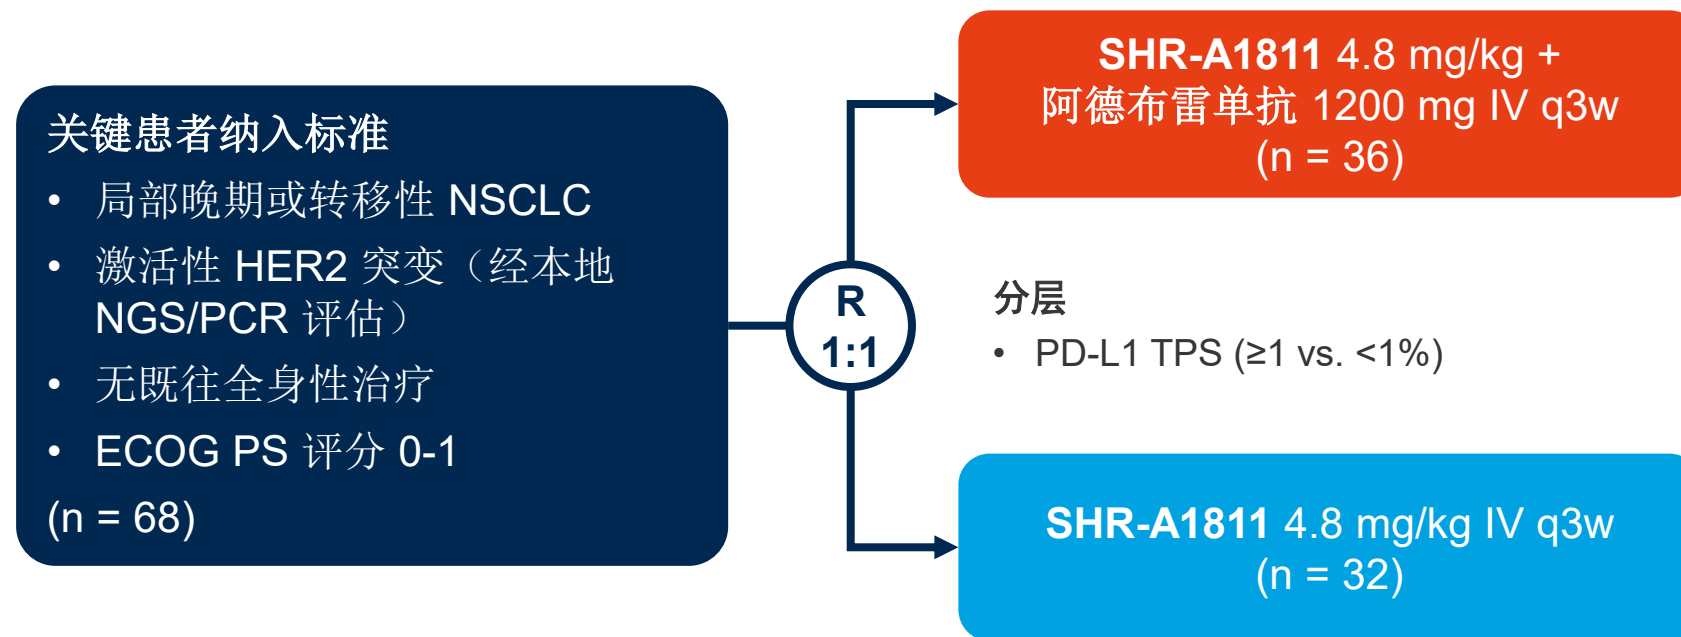 关键患者纳入标准
• 局部晚期或转移性 NSCLC
• 激活性 HER2 突变（经本地
NGS/PCR 评估）
• 无既往全身性治疗
• ECOG PS 评分 0-1
(n = 68)
R
1:1
SHR-A1811 4.8 mg/kg +
阿德布雷单抗 1200 mg IV q3w
(n = 36)
分层
• PD-L1 TPS (≥1 vs. <1%)
SHR-A1811 4.8 mg/kg IV q3w
(n = 32)